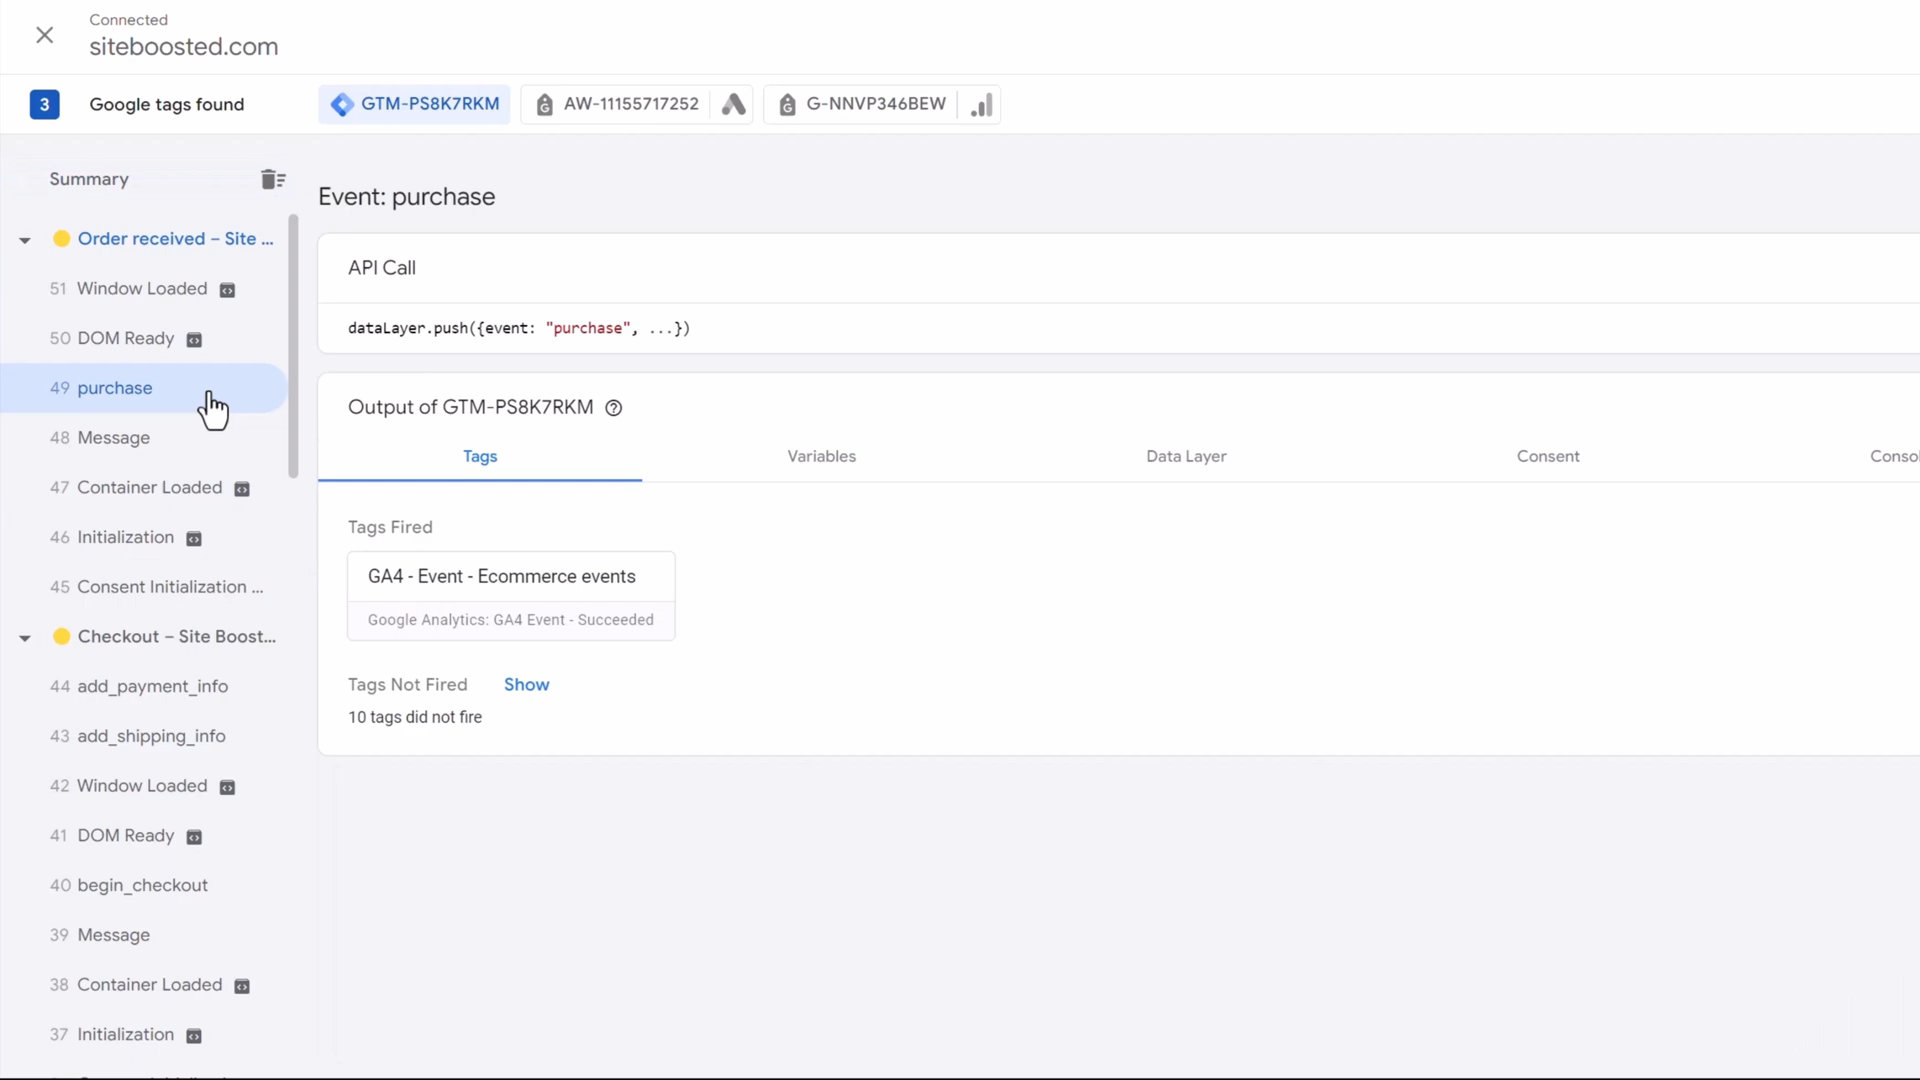 Connected
siteboosted.com
3 Google tags found GTM-PS8K7RKM AW-11155717252 G-NNVP346BEW
Summary
Order received – Site ...
51 Window Loaded
50 DOM Ready
49 purchase
48 Message
47 Container Loaded
46 Initialization
45 Consent Initialization ...
Checkout – Site Boost...
44 add_payment_info
43 add_shipping_info
42 Window Loaded
41 DOM Ready
40 begin_checkout
39 Message
38 Container Loaded
37 Initialization
Event: purchase
API Call
dataLayer.push({event: "purchase", ...})
Output of GTM-PS8K7RKM
Tags Variables Data Layer Consent Consol
Tags Fired
GA4 - Event - Ecommerce events
Google Analytics: GA4 Event - Succeeded
Tags Not Fired Show
10 tags did not fire